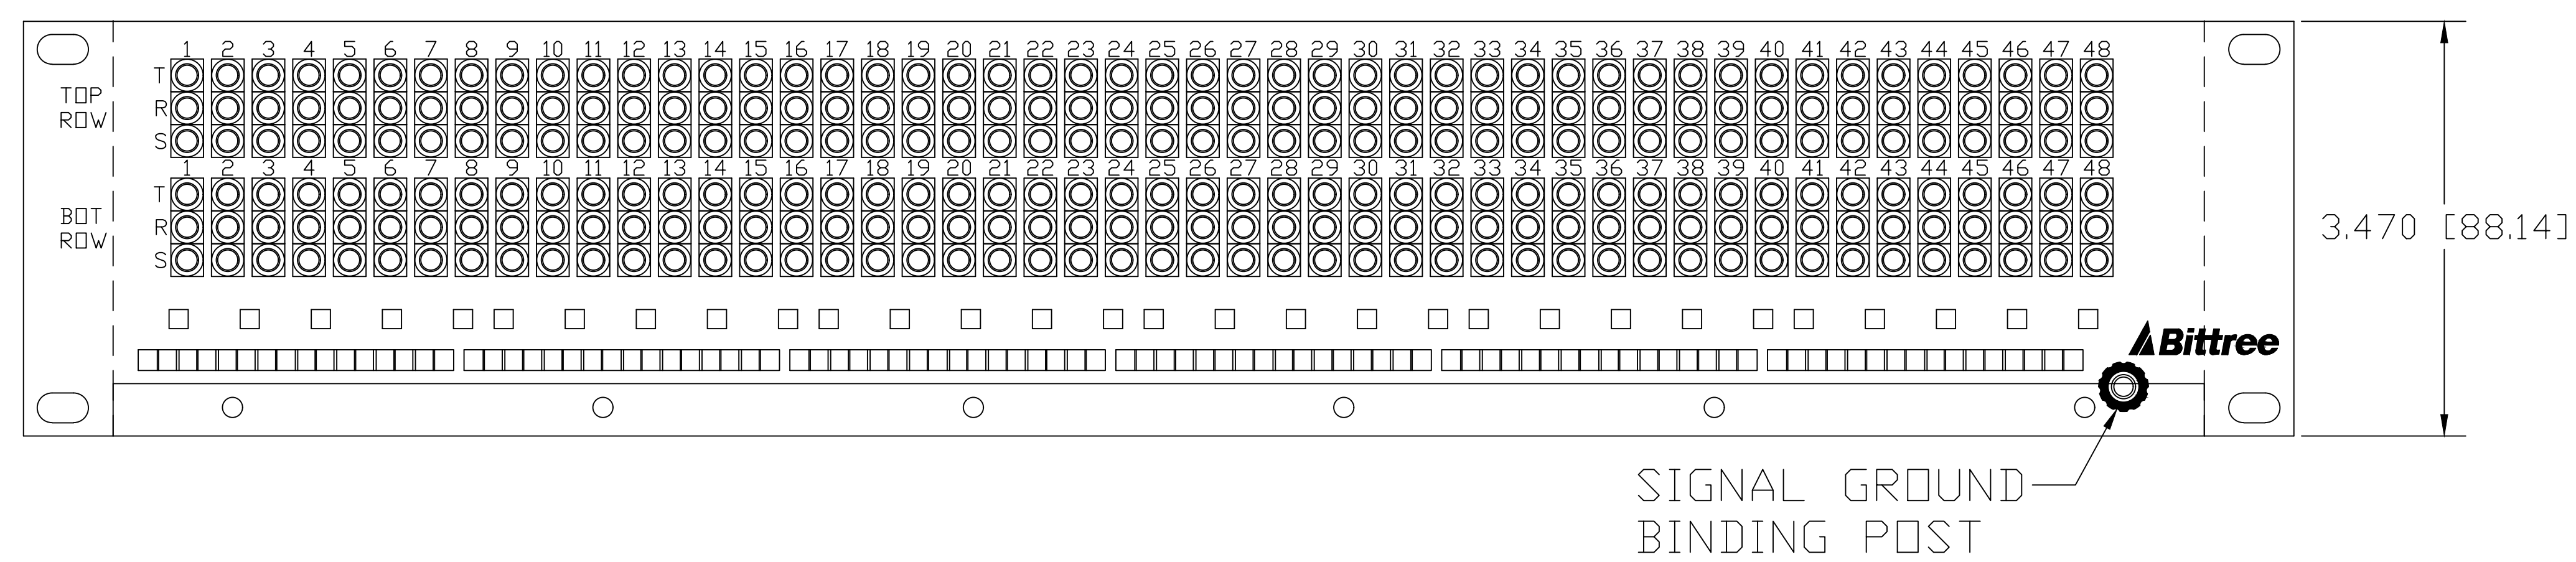 1 2 3 4 5 6 7 8 9 10 11 12 13 14 15 16 17 18 19 20 21 22 23 24 25 26 27 28 29 30 31 32 33 34 35 36 37 38 39 40 41 42 43 44 45 46 47 48
T
TOP
R
ROW
S
1 2 3 4 5 6 7 8 9 10 11 12 13 14 15 16 17 18 19 20 21 22 23 24 25 26 27 28 29 30 31 32 33 34 35 36 37 38 39 40 41 42 43 44 45 46 47 48
T
BOT
R
ROW
S
3.470 [88.14]
Bittree
SIGNAL GROUND
BINDING POST